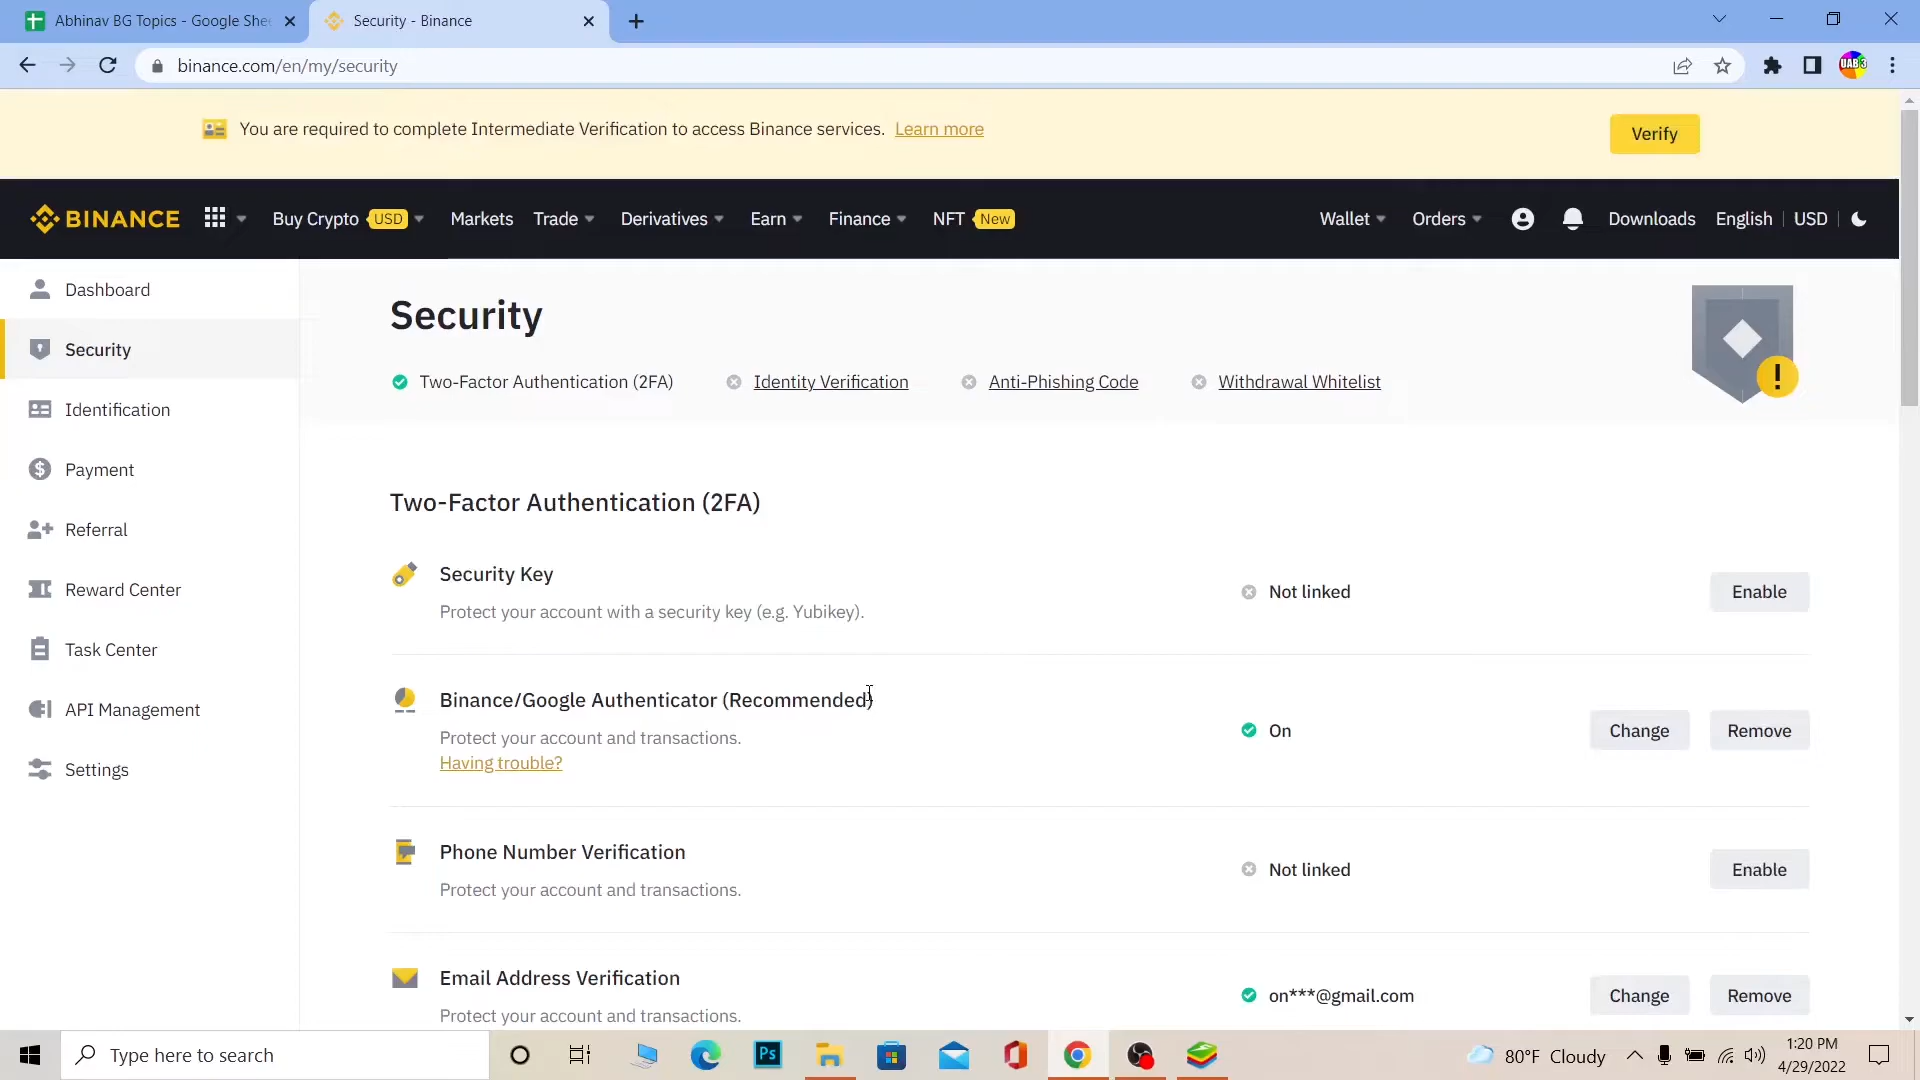 Abhinav BG Topics - Google She
Security - Binance
binance.com/en/my/security
UAB3
You are required to complete Intermediate Verification to access Binance services. Learn more
Verify
BINANCE
Buy Crypto USD
Markets
Trade
Derivatives
Earn
Finance
NFT New
Wallet
Orders
Downloads
English
USD
Dashboard
Security
Identification
Payment
Referral
Reward Center
Task Center
API Management
Settings
Security
Two-Factor Authentication (2FA)
Identity Verification
Anti-Phishing Code
Withdrawal Whitelist
Two-Factor Authentication (2FA)
Security Key
Protect your account with a security key (e.g. Yubikey).
Not linked
Enable
Binance/Google Authenticator (Recommended)
Protect your account and transactions.
Having trouble?
On
Change
Remove
Phone Number Verification
Protect your account and transactions.
Not linked
Enable
Email Address Verification
Protect your account and transactions.
on***@gmail.com
Change
Remove
Type here to search
Ps
80°F Cloudy
1:20 PM
4/29/2022